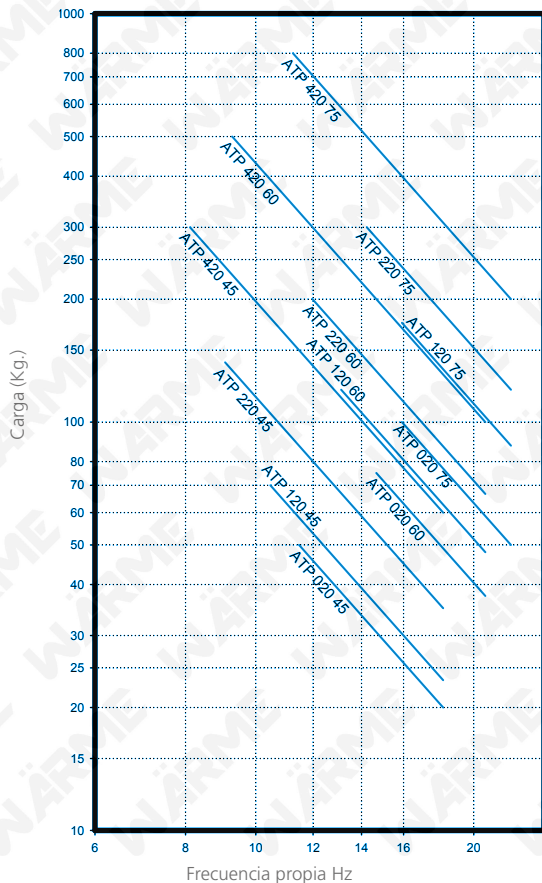 1000
800
700
600
500
400
300
250
200
150
100
80
70
60
50
40
30
25
20
15
10
Carga (Kg.)
ATP 420 75
ATP 420 60
ATP 220 75
ATP 420 45
ATP 220 60
ATP 120 75
ATP 120 60
ATP 220 45
ATP 020 75
ATP 120 45
ATP 020 60
ATP 020 45
6
8
10
12
14
16
20
Frecuencia propia Hz
WÄRME